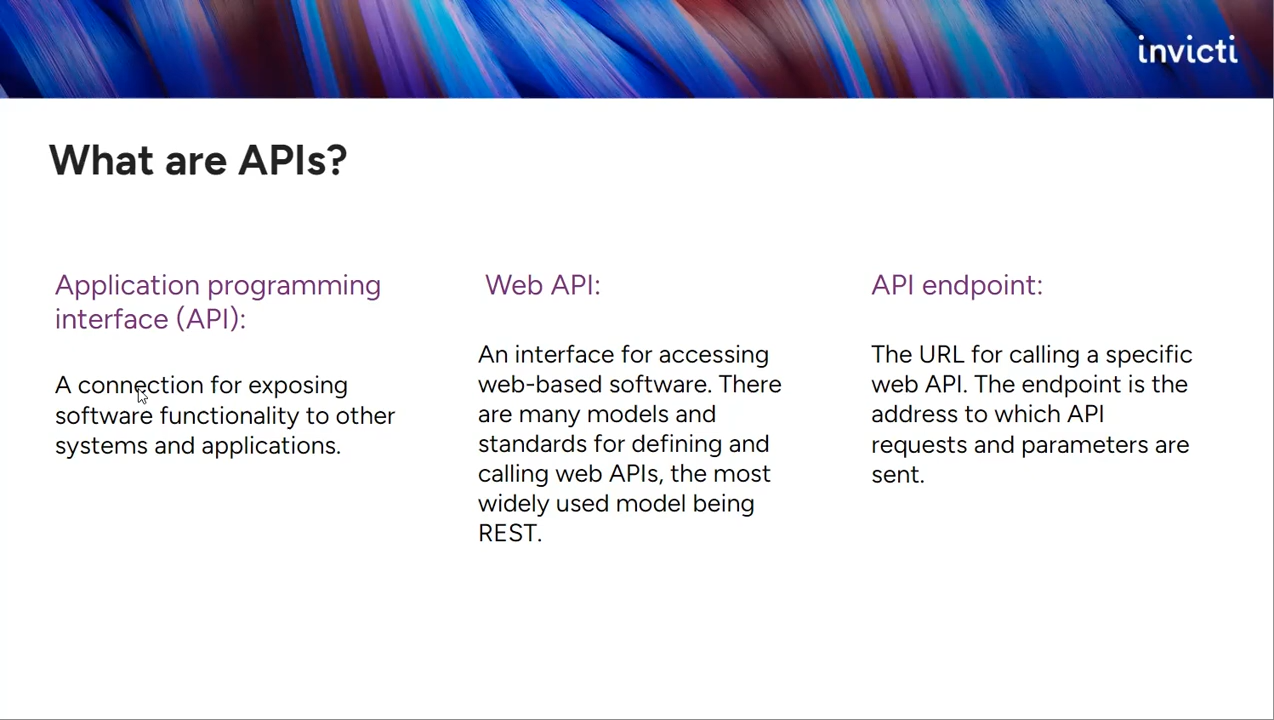 invicti
What are APIs?
Application programming
interface (API):
A connection for exposing
software functionality to other
systems and applications.
Web API:
An interface for accessing
web-based software. There
are many models and
standards for defining and
calling web APIs, the most
widely used model being
REST.
API endpoint:
The URL for calling a specific
web API. The endpoint is the
address to which API
requests and parameters are
sent.